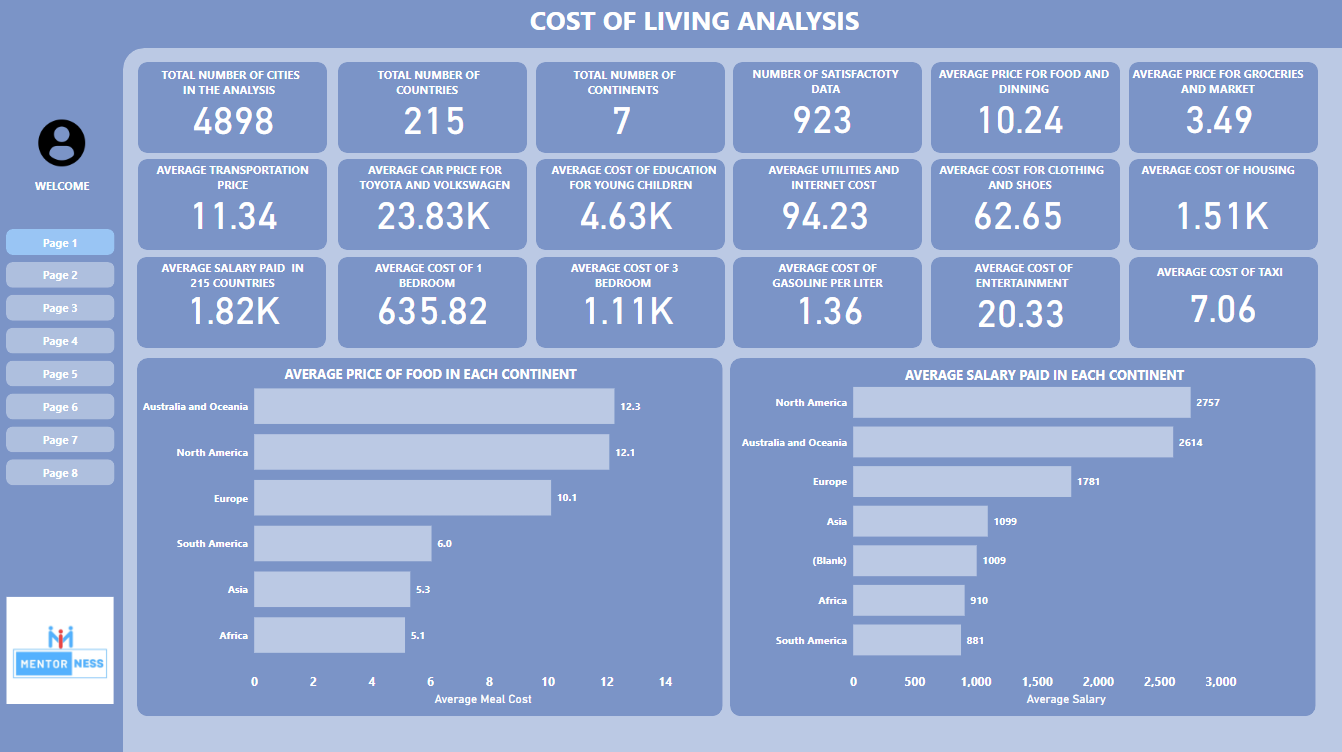 COST OF LIVING ANALYSIS
WELCOME
Page 1
Page 2
Page 3
Page 4
Page 5
Page 6
Page 7
Page 8
MENTOR NESS
TOTAL NUMBER OF CITIES
IN THE ANALYSIS
4898
TOTAL NUMBER OF
COUNTRIES
215
TOTAL NUMBER OF
CONTINENTS
7
NUMBER OF SATISFACTOTY
DATA
923
AVERAGE PRICE FOR FOOD AND
DINNING
10.24
AVERAGE PRICE FOR GROCERIES
AND MARKET
3.49
AVERAGE TRANSPORTATION
PRICE
11.34
AVERAGE CAR PRICE FOR
TOYOTA AND VOLKSWAGEN
23.83K
AVERAGE COST OF EDUCATION
FOR YOUNG CHILDREN
4.63K
AVERAGE UTILITIES AND
INTERNET COST
94.23
AVERAGE COST FOR CLOTHING
AND SHOES
62.65
AVERAGE COST OF HOUSING
1.51K
AVERAGE SALARY PAID IN
215 COUNTRIES
1.82K
AVERAGE COST OF 1
BEDROOM
635.82
AVERAGE COST OF 3
BEDROOM
1.11K
AVERAGE COST OF
GASOLINE PER LITER
1.36
AVERAGE COST OF
ENTERTAINMENT
20.33
AVERAGE COST OF TAXI
7.06
AVERAGE PRICE OF FOOD IN EACH CONTINENT
Australia and Oceania 12.3
North America 12.1
Europe 10.1
South America 6.0
Asia 5.3
Africa 5.1
0 2 4 6 8 10 12 14
Average Meal Cost
AVERAGE SALARY PAID IN EACH CONTINENT
North America 2757
Australia and Oceania 2614
Europe 1781
Asia 1099
(Blank) 1009
Africa 910
South America 881
0 500 1,000 1,500 2,000 2,500 3,000
Average Salary